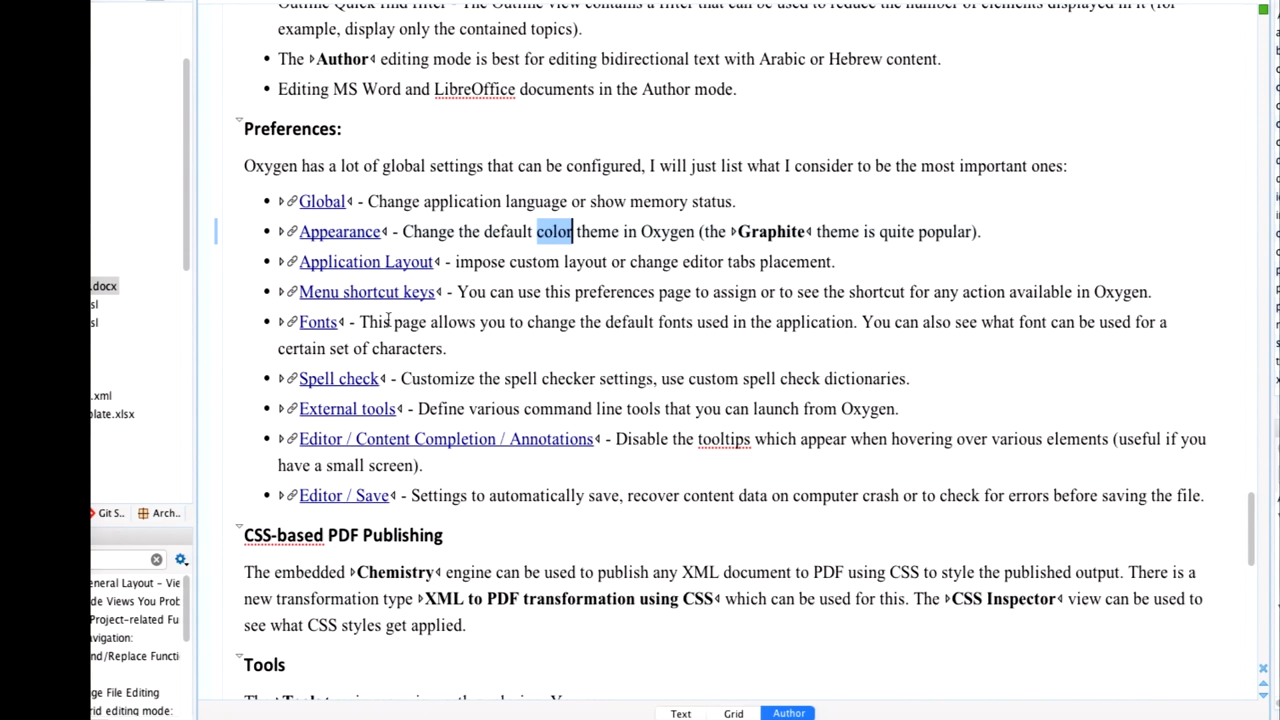 example, display only the contained topics).
• The Author editing mode is best for editing bidirectional text with Arabic or Hebrew content.
• Editing MS Word and LibreOffice documents in the Author mode.
Preferences:
Oxygen has a lot of global settings that can be configured, I will just list what I consider to be the most important ones:
• Global - Change application language or show memory status.
• Appearance - Change the default color theme in Oxygen (the Graphite theme is quite popular).
• Application Layout - impose custom layout or change editor tabs placement.
• Menu shortcut keys - You can use this preferences page to assign or to see the shortcut for any action available in Oxygen.
• Fonts - This page allows you to change the default fonts used in the application. You can also see what font can be used for a
certain set of characters.
• Spell check - Customize the spell checker settings, use custom spell check dictionaries.
• External tools - Define various command line tools that you can launch from Oxygen.
• Editor / Content Completion / Annotations - Disable the tooltips which appear when hovering over various elements (useful if you
have a small screen).
• Editor / Save - Settings to automatically save, recover content data on computer crash or to check for errors before saving the file.
CSS-based PDF Publishing
The embedded Chemistry engine can be used to publish any XML document to PDF using CSS to style the published output. There is a
new transformation type XML to PDF transformation using CSS which can be used for this. The CSS Inspector view can be used to
see what CSS styles get applied.
Tools
Text Grid Author
.docx
sl
sl
.xml
plate.xlsx
Git S.. Arch..
eneral Layout - Vie
de Views You Prob
Project-related Fu
avigation:
nd/Replace Functi
ge File Editing
rid editing mode: